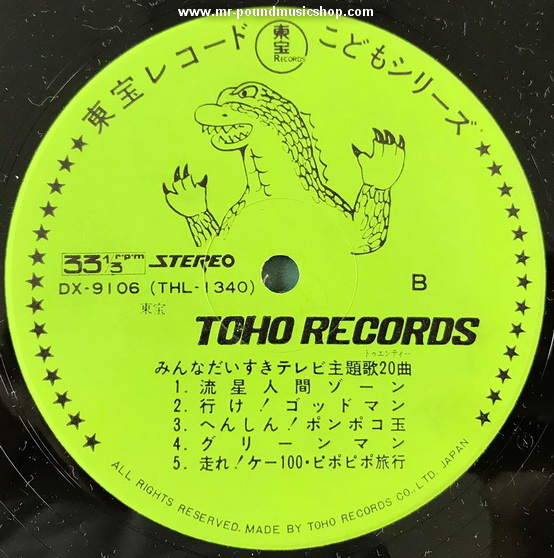 www.mr-poundmusicshop.com
東宝レコード 東宝 RECORDS こどもシリーズ
33 1/3 rpm STEREO
DX-9106 (THL-1340)
B
東宝
TOHO RECORDS
トゥエンティー
みんなだいすきテレビ主題歌20曲
1. 流星人間ゾーン
2. 行け!ゴッドマン
3. へんしん!ポンポコ玉
4. グリーンマン
5. 走れ!ケー100・ピポピポ旅行
ALL RIGHTS RESERVED. MADE BY TOHO RECORDS CO., LTD. JAPAN